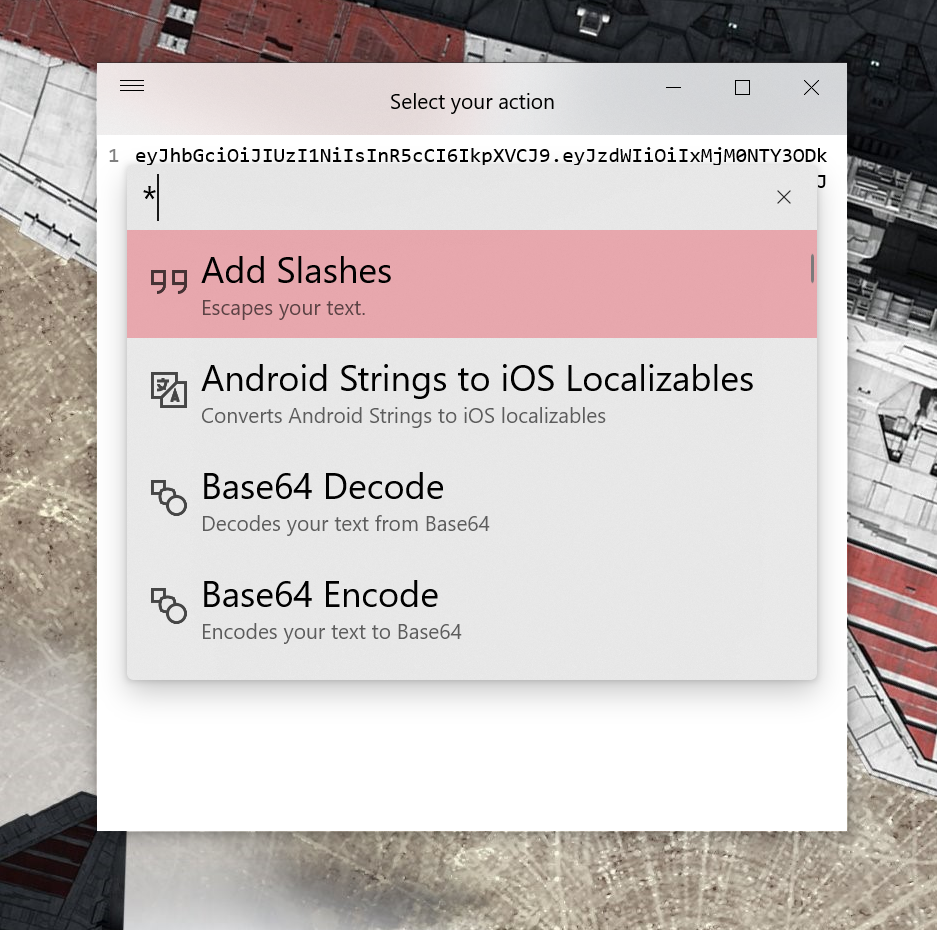 Select your action
1 eyJhbGciOiJIUzI1NiIsInR5cCI6IkpXVCJ9.eyJzdWIiOiIxMjM0NTY3ODk
J
*
Add Slashes
Escapes your text.
Android Strings to iOS Localizables
Converts Android Strings to iOS localizables
Base64 Decode
Decodes your text from Base64
Base64 Encode
Encodes your text to Base64